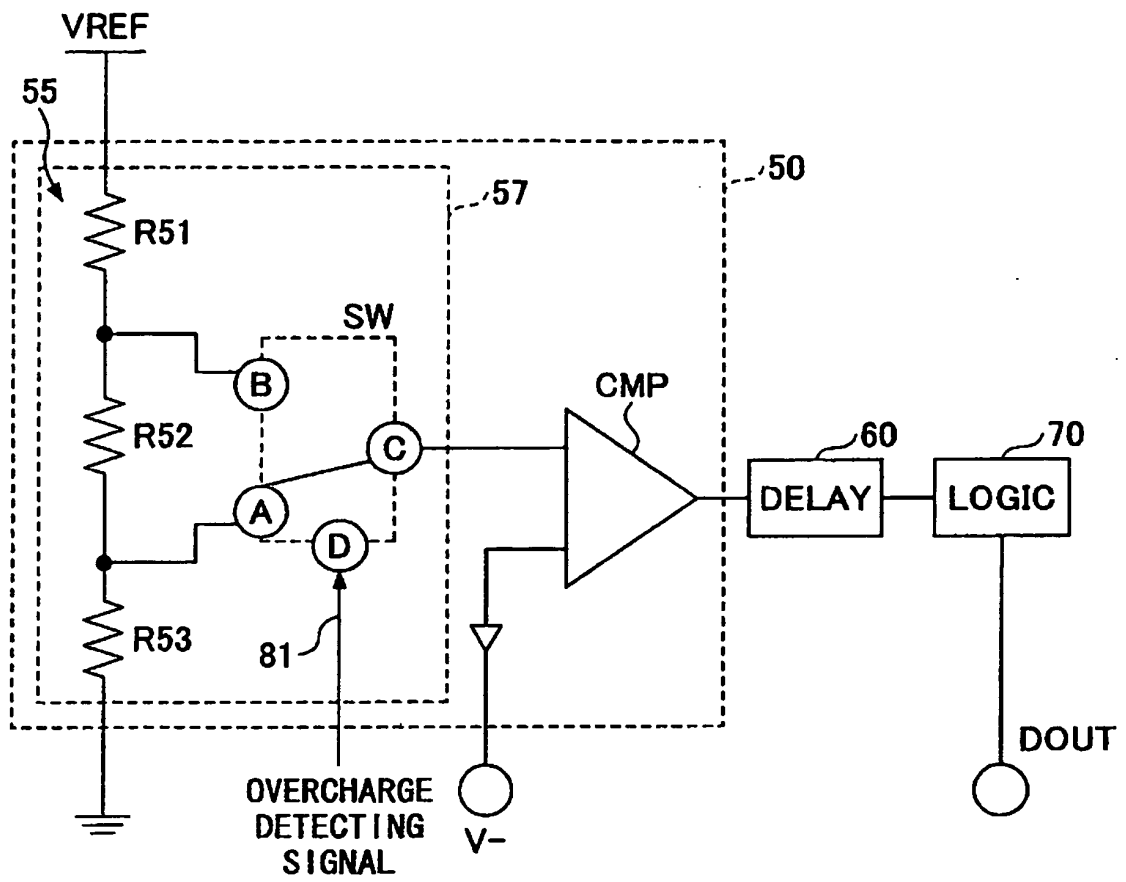 VREF
55
50
57
R51
SW
B
CMP
R52
C
60
70
A
DELAY
LOGIC
D
R53
81
DOUT
OVERCHARGE
DETECTING
SIGNAL
V-